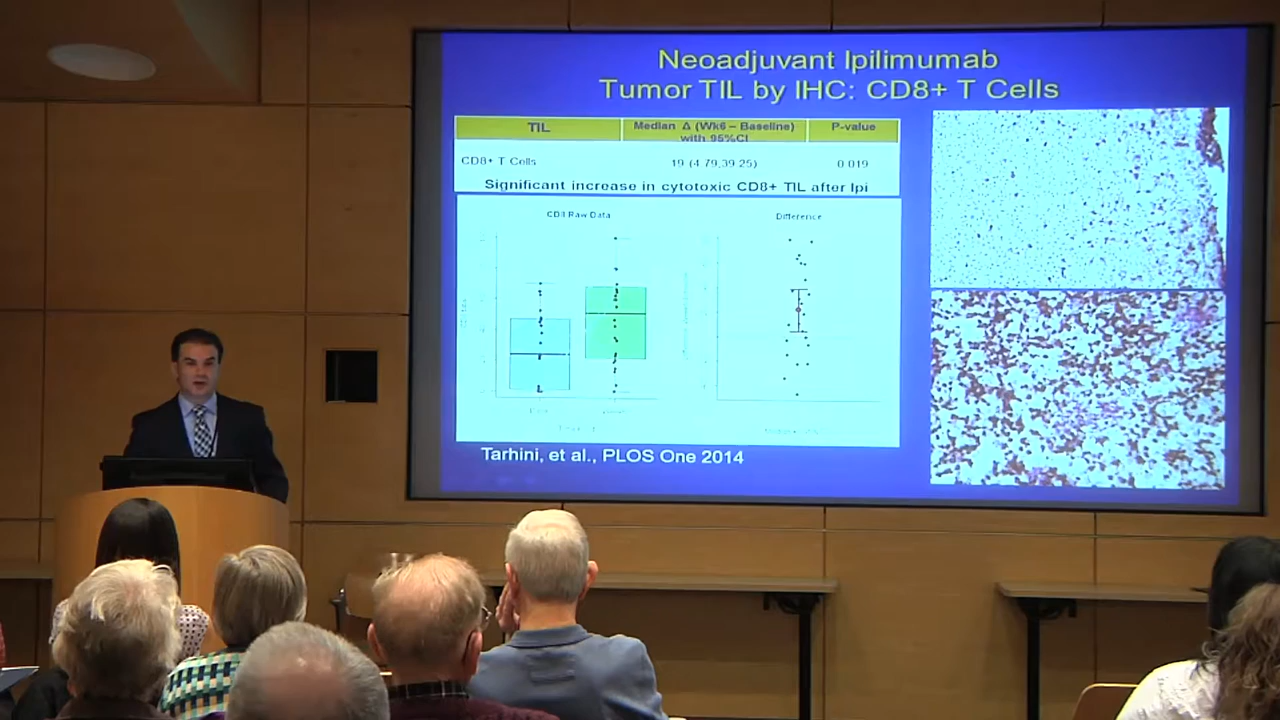 Neoadjuvant Ipilimumab
Tumor TIL by IHC: CD8+ T Cells
TIL
Median Δ (Wk6 – Baseline)
with 95%CI
P-value
CD8+ T Cells
19 (4.79,39.25)
0.019
Significant increase in cytotoxic CD8+ TIL after Ipi
CD8 Raw Data
Difference
Tarhini, et al., PLOS One 2014